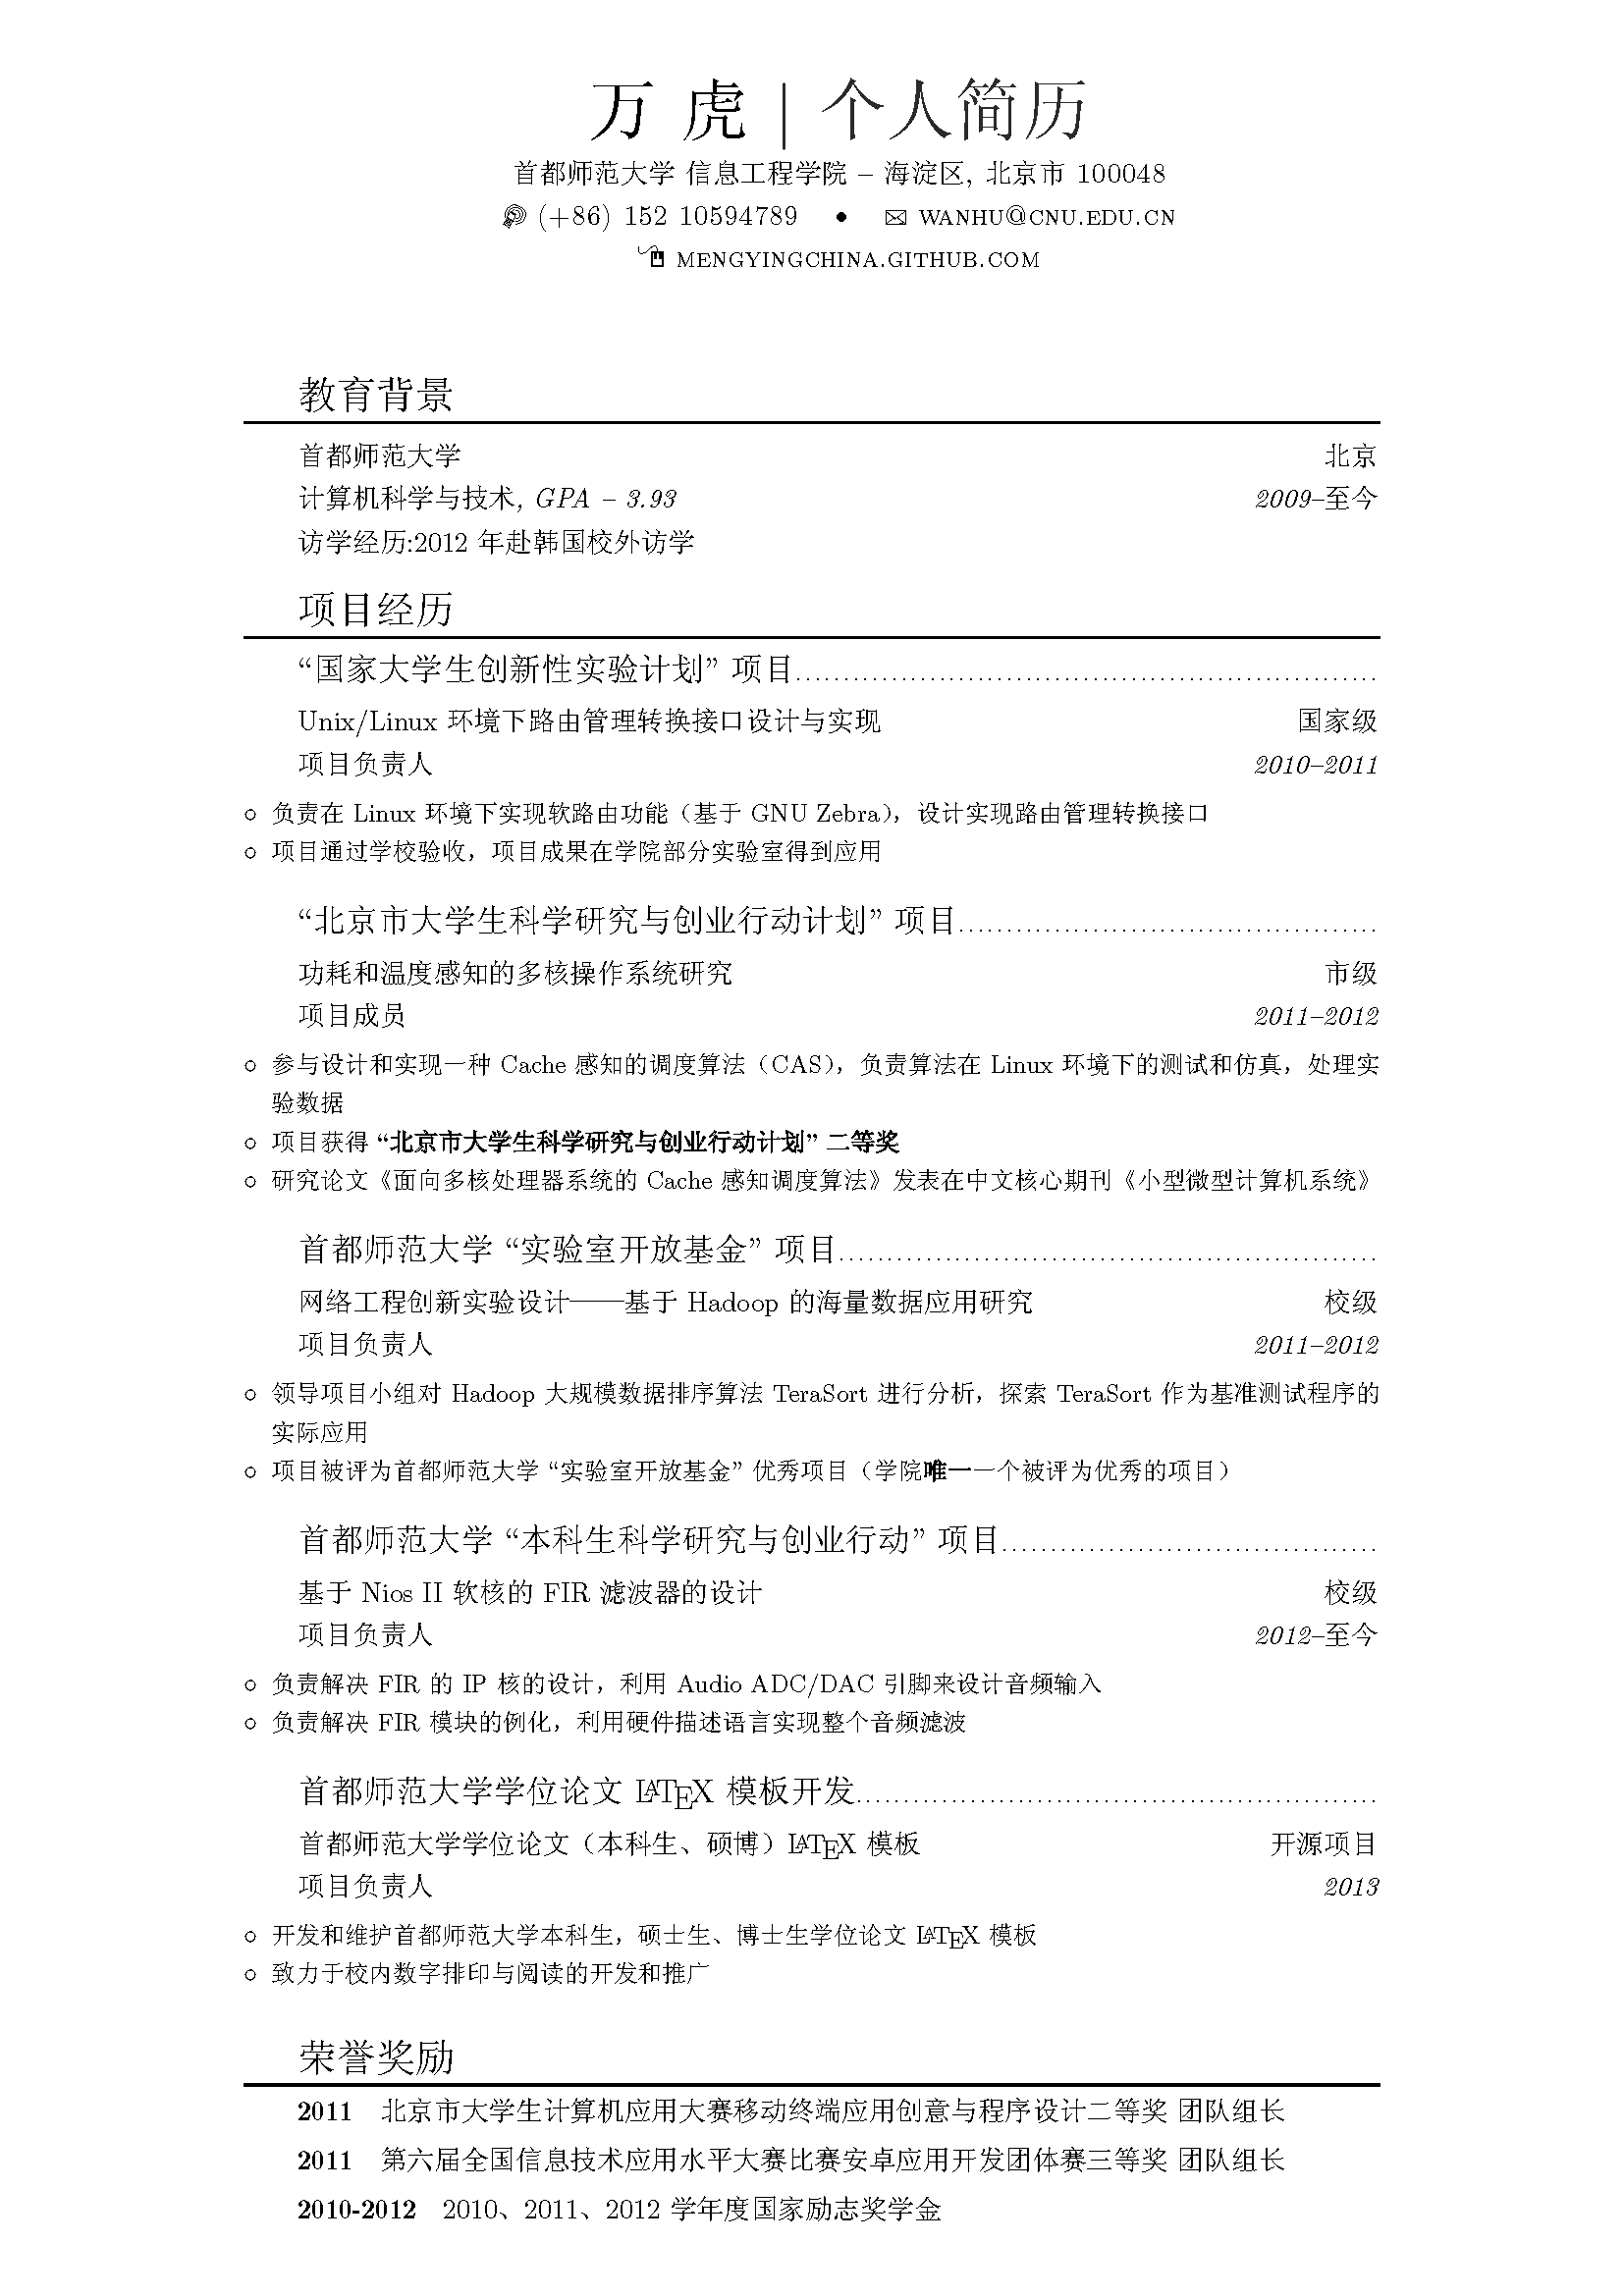 万 虎 | 个人简历
首都师范大学 信息工程学院 – 海淀区, 北京市 100048
(+86) 152 10594789 • WANHU@CNU.EDU.CN
MENGYINGCHINA.GITHUB.COM
教育背景
首都师范大学 北京
计算机科学与技术, GPA – 3.93 2009–至今
访学经历:2012 年赴韩国校外访学
项目经历
“国家大学生创新性实验计划” 项目
Unix/Linux 环境下路由管理转换接口设计与实现 国家级
项目负责人 2010–2011
○ 负责在 Linux 环境下实现软路由功能（基于 GNU Zebra），设计实现路由管理转换接口
○ 项目通过学校验收，项目成果在学院部分实验室得到应用
“北京市大学生科学研究与创业行动计划” 项目
功耗和温度感知的多核操作系统研究 市级
项目成员 2011–2012
○ 参与设计和实现一种 Cache 感知的调度算法（CAS），负责算法在 Linux 环境下的测试和仿真，处理实
验数据
○ 项目获得 “北京市大学生科学研究与创业行动计划” 二等奖
○ 研究论文《面向多核处理器系统的 Cache 感知调度算法》发表在中文核心期刊《小型微型计算机系统》
首都师范大学 “实验室开放基金” 项目
网络工程创新实验设计——基于 Hadoop 的海量数据应用研究 校级
项目负责人 2011–2012
○ 领导项目小组对 Hadoop 大规模数据排序算法 TeraSort 进行分析，探索 TeraSort 作为基准测试程序的
实际应用
○ 项目被评为首都师范大学 “实验室开放基金” 优秀项目（学院唯一一个被评为优秀的项目）
首都师范大学 “本科生科学研究与创业行动” 项目
基于 Nios II 软核的 FIR 滤波器的设计 校级
项目负责人 2012–至今
○ 负责解决 FIR 的 IP 核的设计，利用 Audio ADC/DAC 引脚来设计音频输入
○ 负责解决 FIR 模块的例化，利用硬件描述语言实现整个音频滤波
首都师范大学学位论文 LATEX 模板开发
首都师范大学学位论文（本科生、硕博）LATEX 模板 开源项目
项目负责人 2013
○ 开发和维护首都师范大学本科生，硕士生、博士生学位论文 LATEX 模板
○ 致力于校内数字排印与阅读的开发和推广
荣誉奖励
2011 北京市大学生计算机应用大赛移动终端应用创意与程序设计二等奖 团队组长
2011 第六届全国信息技术应用水平大赛比赛安卓应用开发团体赛三等奖 团队组长
2010-2012 2010、2011、2012 学年度国家励志奖学金